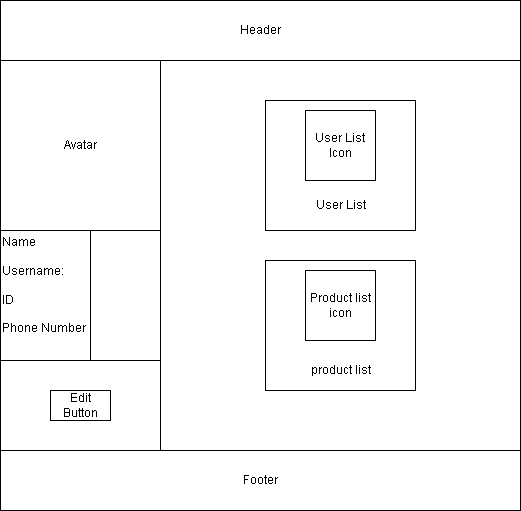 Header
Avatar
User List
Icon
User List
Name
Username:
ID
Phone Number
Product list
icon
product list
Edit
Button
Footer